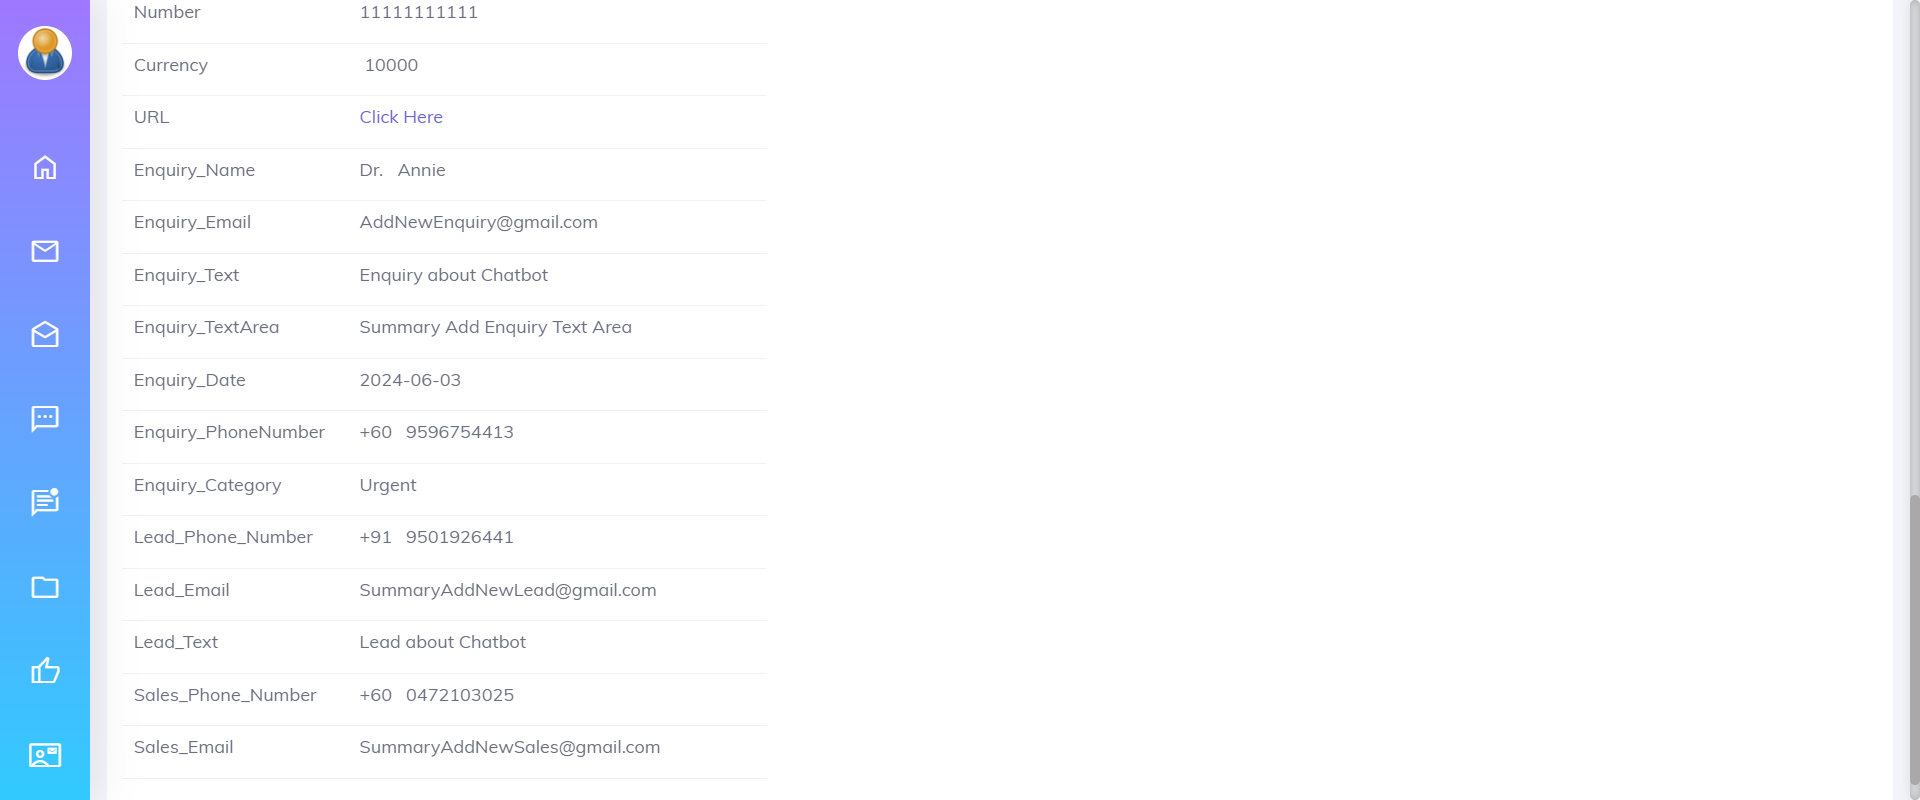 Number 11111111111
Currency 10000
URL Click Here
Enquiry_Name Dr. Annie
Enquiry_Email AddNewEnquiry@gmail.com
Enquiry_Text Enquiry about Chatbot
Enquiry_TextArea Summary Add Enquiry Text Area
Enquiry_Date 2024-06-03
Enquiry_PhoneNumber +60 9596754413
Enquiry_Category Urgent
Lead_Phone_Number +91 9501926441
Lead_Email SummaryAddNewLead@gmail.com
Lead_Text Lead about Chatbot
Sales_Phone_Number +60 0472103025
Sales_Email SummaryAddNewSales@gmail.com